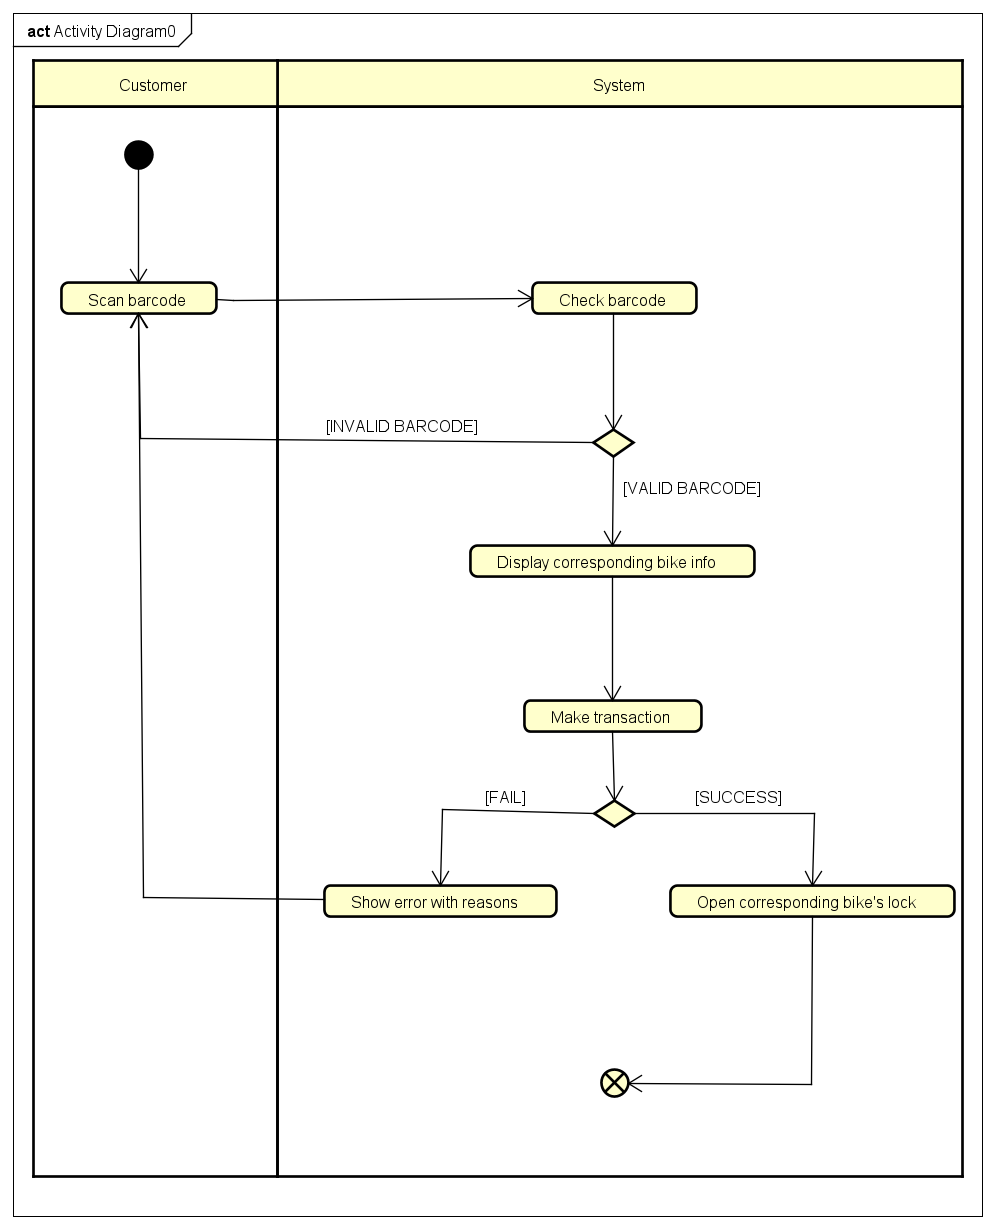 act Activity Diagram0
Customer
System
Scan barcode
Check barcode
[INVALID BARCODE]
[VALID BARCODE]
Display corresponding bike info
Make transaction
[FAIL]
[SUCCESS]
Show error with reasons
Open corresponding bike's lock